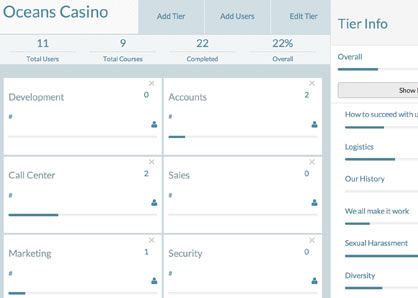 Oceans Casino
Add Tier
Add Users
Edit Tier
11
9
22
22%
Total Users
Total Courses
Completed
Overall
Development
0
#
Accounts
2
#
Call Center
2
#
Sales
0
#
Marketing
1
#
Security
0
#
Tier Info
Overall
Show
How to succeed with u
Logistics
Our History
We all make it work
Sexual Harassment
Diversity